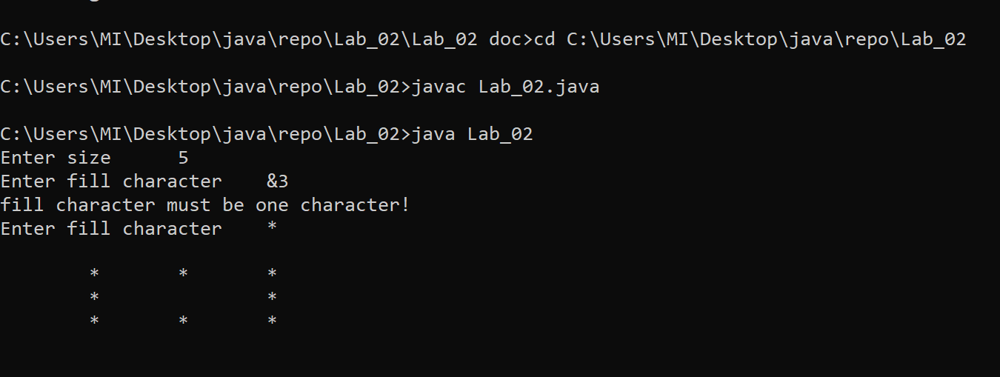 C:\Users\MI\Desktop\java\repo\Lab_02\Lab_02 doc>cd C:\Users\MI\Desktop\java\repo\Lab_02
C:\Users\MI\Desktop\java\repo\Lab_02>javac Lab_02.java
C:\Users\MI\Desktop\java\repo\Lab_02>java Lab_02
Enter size      5
Enter fill character    &3
fill character must be one character!
Enter fill character    *
        *       *       *
        *               *
        *       *       *